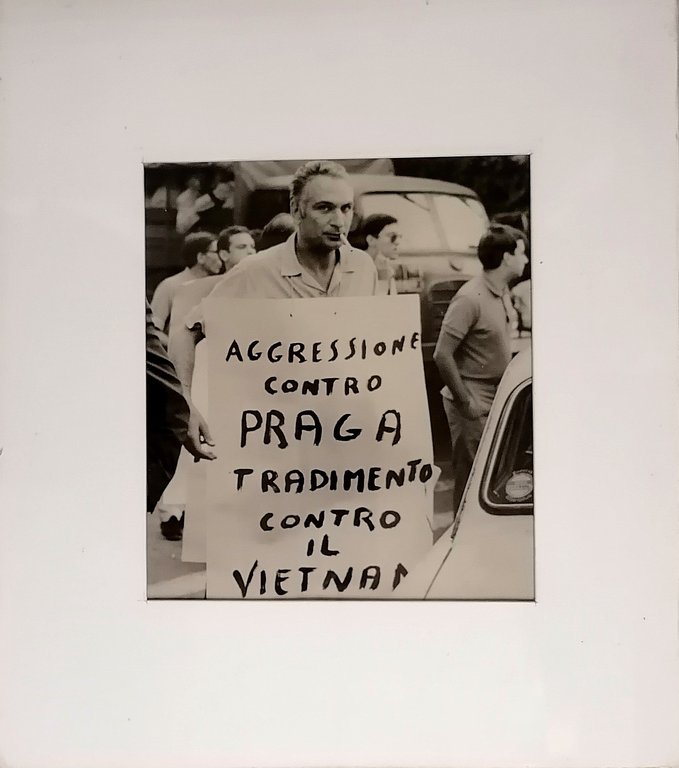 AGGRESSIONE
CONTRO
PRAGA
TRADIMENTO
CONTRO
IL
VIETNAM